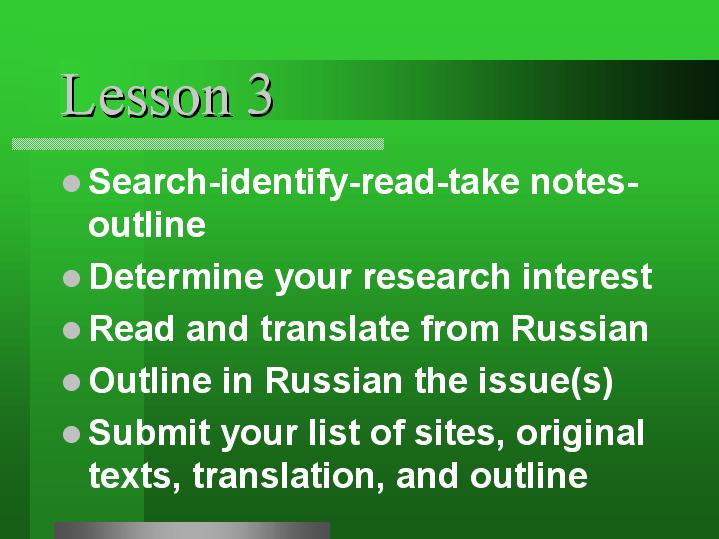 Lesson 3
Search-identify-read-take notes-
outline
Determine your research interest
Read and translate from Russian
Outline in Russian the issue(s)
Submit your list of sites, original
texts, translation, and outline